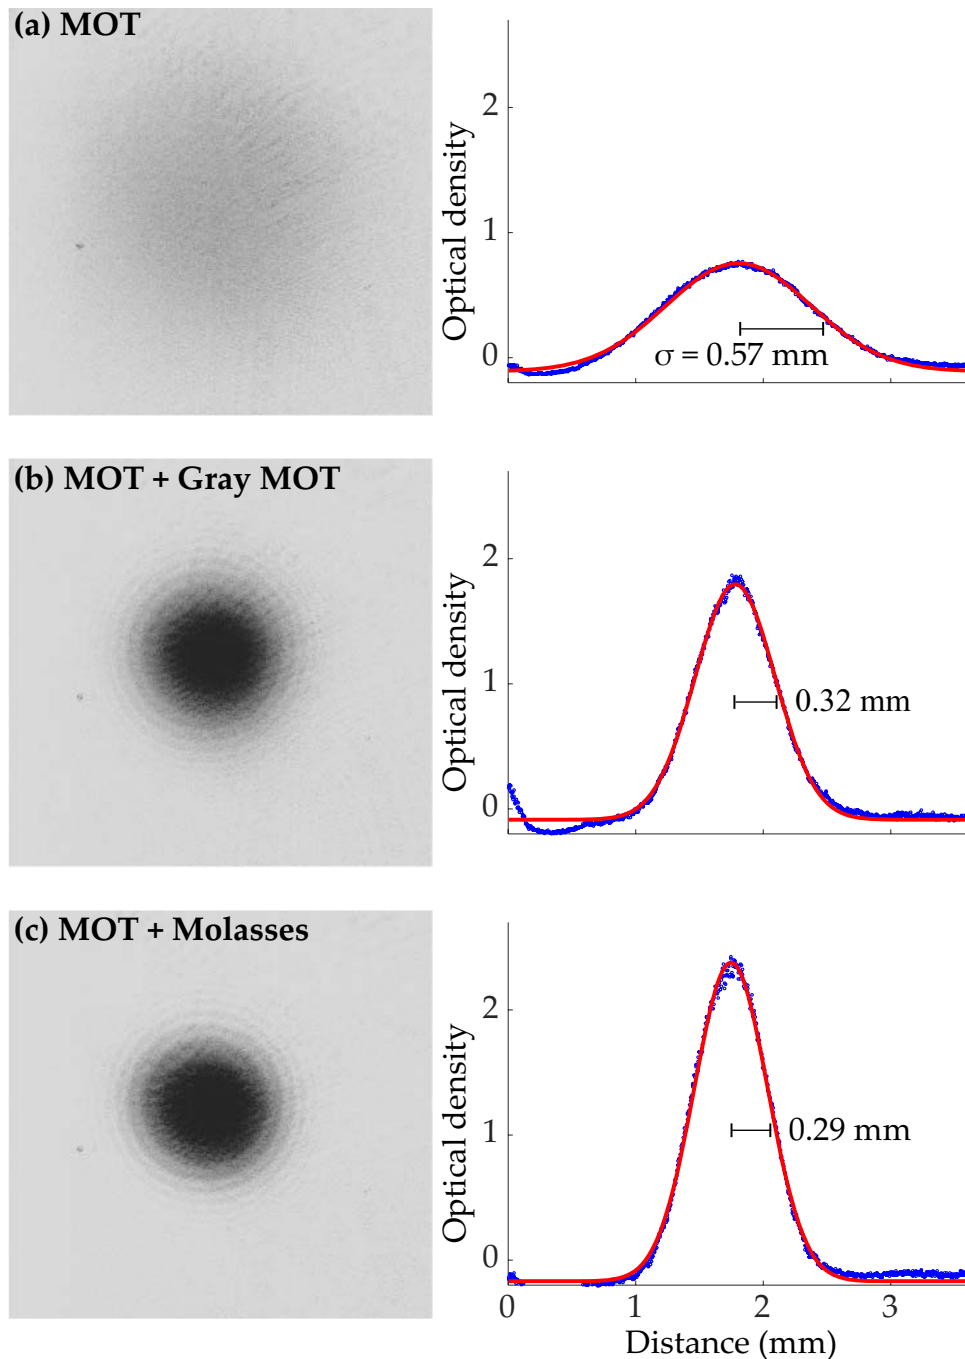 (a) MOT
Optical density
2
1
0
σ = 0.57 mm
(b) MOT + Gray MOT
Optical density
2
1
0
0.32 mm
(c) MOT + Molasses
Optical density
2
1
0
0.29 mm
0 1 2 3
Distance (mm)